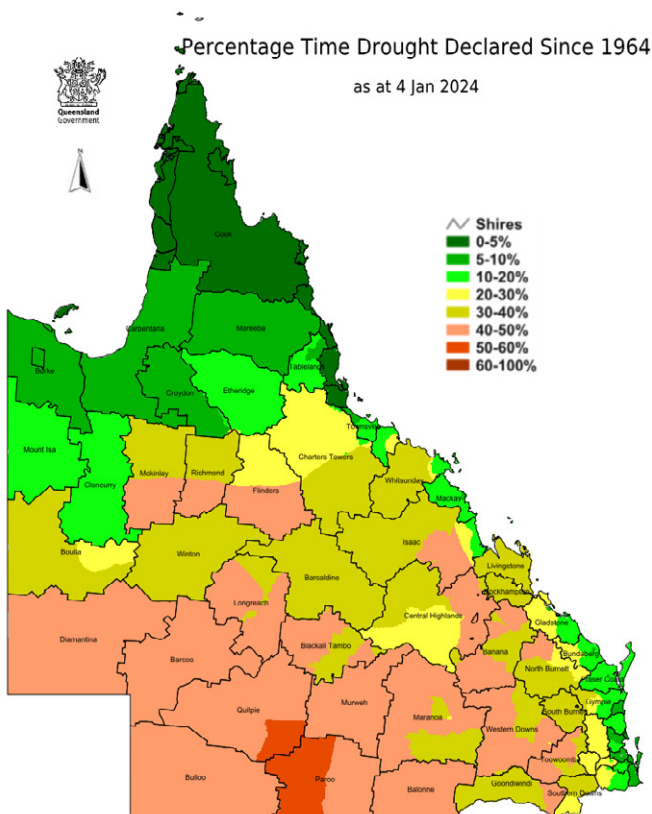 Percentage Time Drought Declared Since 1964
as at 4 Jan 2024
Queensland
Government
N
Shires
0-5%
5-10%
10-20%
20-30%
30-40%
40-50%
50-60%
60-100%
Cook
Carpentaria
Mareeba
Burke
Croydon
Etheridge
Tablelands
Townsville
Mount Isa
Cloncurry
Mckinlay
Richmond
Flinders
Charters Towers
Whitsunday
Mackay
Boulia
Winton
Isaac
Barcaldine
Livingstone
Rockhampton
Longreach
Central Highlands
Gladstone
Diamantina
Barcoo
Blackall Tambo
Banana
Bundaberg
North Burnett
Fraser Coast
Quilpie
Murweh
Maranoa
Gympie
South Burnett
Western Downs
Bulloo
Paroo
Balonne
Toowoomba
Goondiwindi
Southern Downs